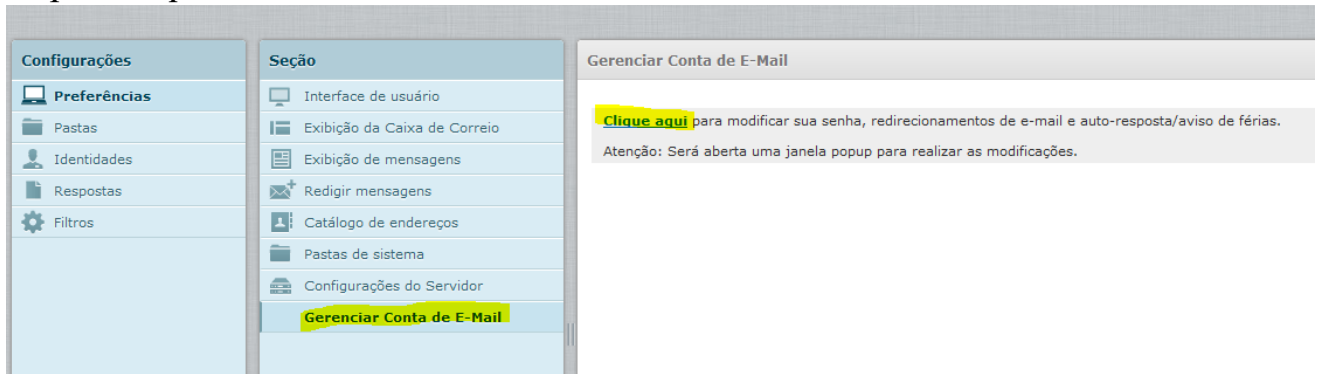 Configurações
Preferências
Pastas
Identidades
Respostas
Filtros
Seção
Interface de usuário
Exibição da Caixa de Correio
Exibição de mensagens
Redigir mensagens
Catálogo de endereços
Pastas de sistema
Configurações do Servidor
Gerenciar Conta de E-Mail
Gerenciar Conta de E-Mail
Clique aqui para modificar sua senha, redirecionamentos de e-mail e auto-resposta/aviso de férias.
Atenção: Será aberta uma janela popup para realizar as modificações.